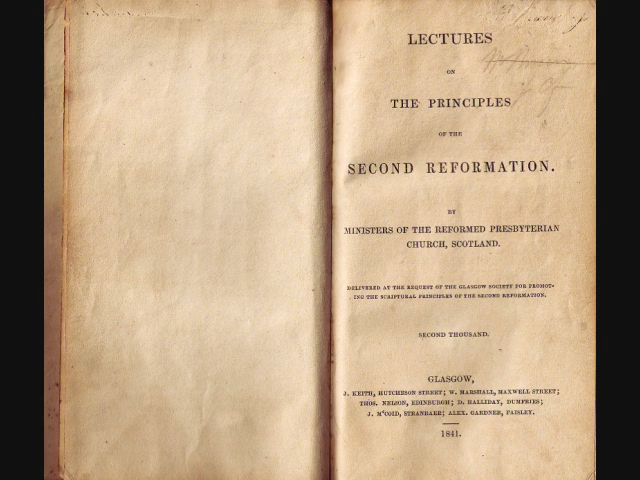 LECTURES
ON
THE PRINCIPLES
OF THE
SECOND REFORMATION.
BY
MINISTERS OF THE REFORMED PRESBYTERIAN
CHURCH, SCOTLAND.
DELIVERED AT THE REQUEST OF THE GLASGOW SOCIETY FOR PROMOT-
ING THE SCRIPTURAL PRINCIPLES OF THE SECOND REFORMATION.
SECOND THOUSAND.
GLASGOW,
J. KEITH, HUTCHESON STREET; W. MARSHALL, MAXWELL STREET;
THOS. NELSON, EDINBURGH; D. HALLIDAY, DUMFRIES;
J. M'COID, STRANRAER; ALEX. GARDNER, PAISLEY.
1841.